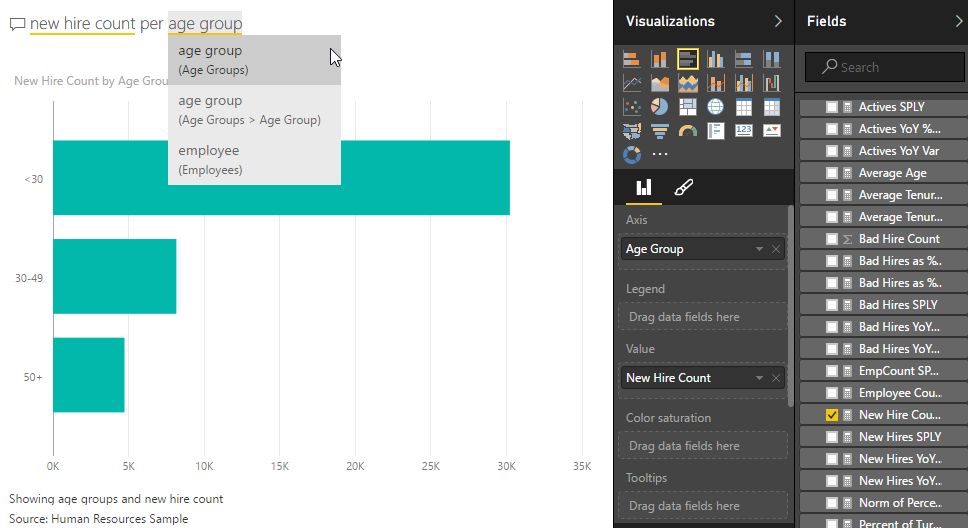 new hire count per age group
age group
(Age Groups)
age group
(Age Groups > Age Group)
employee
(Employees)
New Hire Count by Age Grou
<30
30-49
50+
0K 5K 10K 15K 20K 25K 30K 35K
Showing age groups and new hire count
Source: Human Resources Sample
Visualizations
123
...
Axis
Age Group
Legend
Drag data fields here
Value
New Hire Count
Color saturation
Drag data fields here
Tooltips
Drag data fields here
Fields
Search
Actives SPLY
Actives YoY %...
Actives YoY Var
Average Age
Average Tenur...
Average Tenur...
Bad Hire Count
Bad Hires as %..
Bad Hires as %..
Bad Hires SPLY
Bad Hires YoY...
Bad Hires YoY...
EmpCount SP...
Employee Cou...
New Hire Cou...
New Hires SPLY
New Hires YoY...
New Hires YoY...
Norm of Perce...
Percent of Tur...